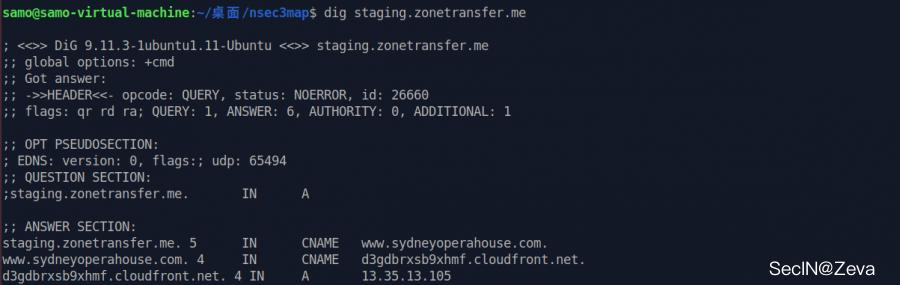 samo@samo-virtual-machine:~/桌面/nsec3map$ dig staging.zonetransfer.me
; <<>> DiG 9.11.3-1ubuntu1.11-Ubuntu <<>> staging.zonetransfer.me
;; global options: +cmd
;; Got answer:
;; ->>HEADER<<- opcode: QUERY, status: NOERROR, id: 26660
;; flags: qr rd ra; QUERY: 1, ANSWER: 6, AUTHORITY: 0, ADDITIONAL: 1
;; OPT PSEUDOSECTION:
; EDNS: version: 0, flags:; udp: 65494
;; QUESTION SECTION:
;staging.zonetransfer.me. IN A
;; ANSWER SECTION:
staging.zonetransfer.me. 5 IN CNAME www.sydneyoperahouse.com.
www.sydneyoperahouse.com. 4 IN CNAME d3gdbrxsb9xhmf.cloudfront.net.
d3gdbrxsb9xhmf.cloudfront.net. 4 IN A 13.35.13.105
SecIN@Zeva